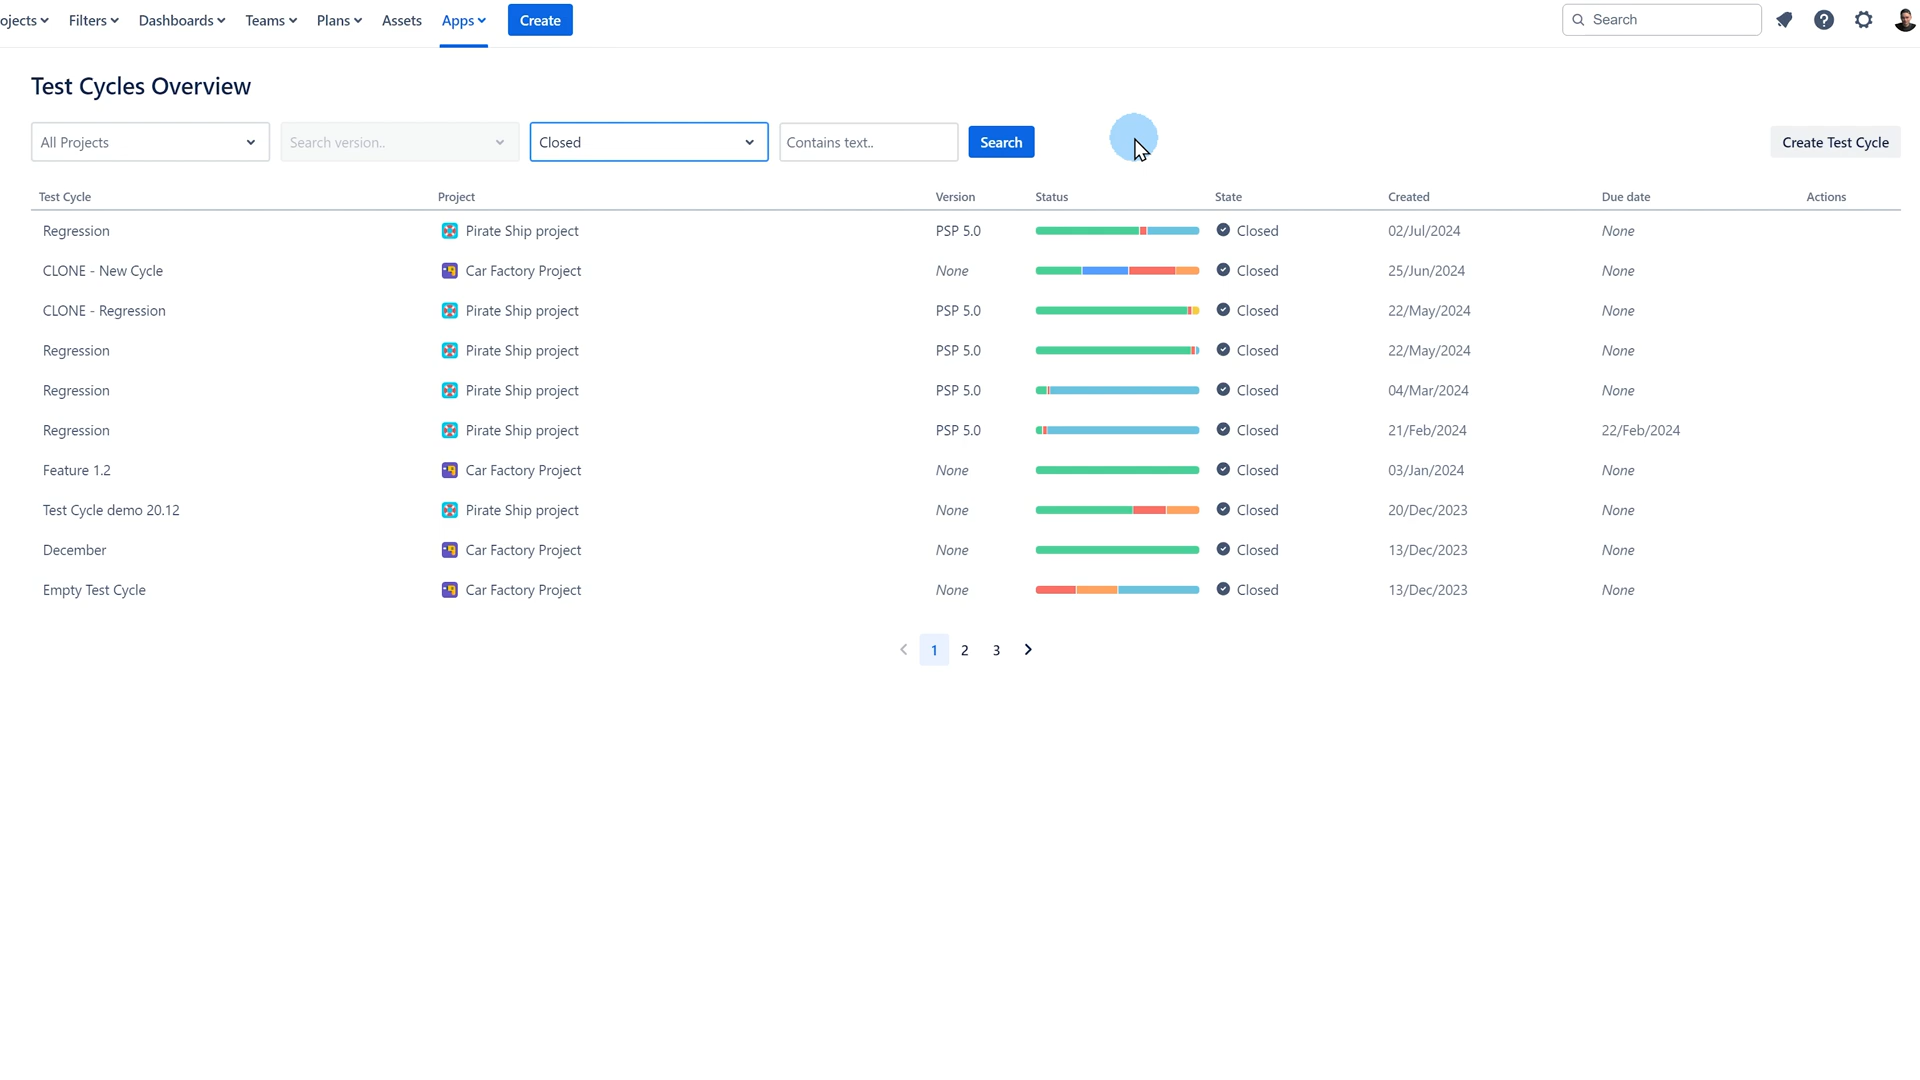 ojects Filters Dashboards Teams Plans Assets Apps Create Search
Test Cycles Overview
All Projects Search version.. Closed Contains text.. Search Create Test Cycle
Test Cycle Project Version Status State Created Due date Actions
Regression Pirate Ship project PSP 5.0 Closed 02/Jul/2024 None
CLONE - New Cycle Car Factory Project None Closed 25/Jun/2024 None
CLONE - Regression Pirate Ship project PSP 5.0 Closed 22/May/2024 None
Regression Pirate Ship project PSP 5.0 Closed 22/May/2024 None
Regression Pirate Ship project PSP 5.0 Closed 04/Mar/2024 None
Regression Pirate Ship project PSP 5.0 Closed 21/Feb/2024 22/Feb/2024
Feature 1.2 Car Factory Project None Closed 03/Jan/2024 None
Test Cycle demo 20.12 Pirate Ship project None Closed 20/Dec/2023 None
December Car Factory Project None Closed 13/Dec/2023 None
Empty Test Cycle Car Factory Project None Closed 13/Dec/2023 None
1 2 3